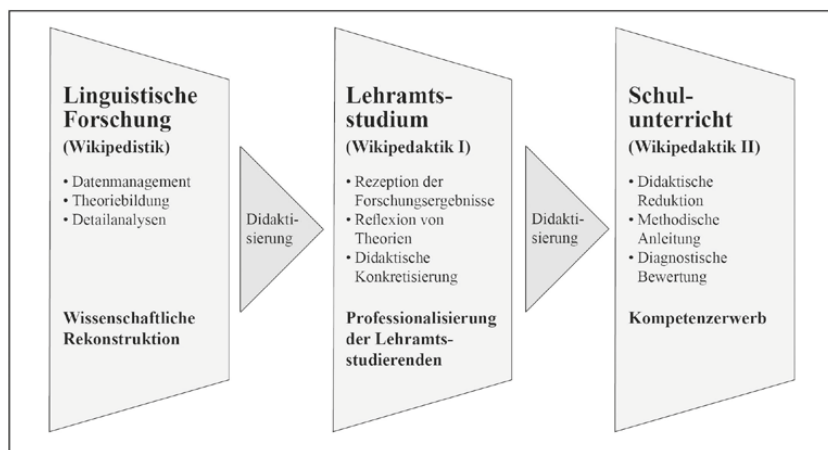 Linguistische
Forschung
(Wikipedistik)
• Datenmanagement
• Theoriebildung
• Detailanalysen
Wissenschaftliche
Rekonstruktion
Didakti-
sierung
Lehramts-
studium
(Wikipedaktik I)
• Rezeption der
Forschungsergebnisse
• Reflexion von
Theorien
• Didaktische
Konkretisierung
Professionalisierung
der Lehramts-
studierenden
Didakti-
sierung
Schul-
unterricht
(Wikipedaktik II)
• Didaktische
Reduktion
• Methodische
Anleitung
• Diagnostische
Bewertung
Kompetenzerwerb